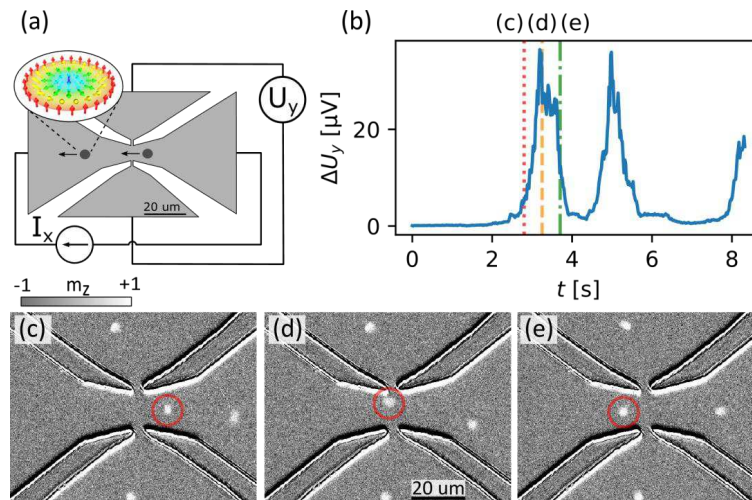 (a)
U_y
20 um
I_x
-1 m_z +1
(b)
(c) (d) (e)
ΔU_y [μV]
20
0
0 2 4 6 8
t [s]
(c)
(d)
20 um
(e)